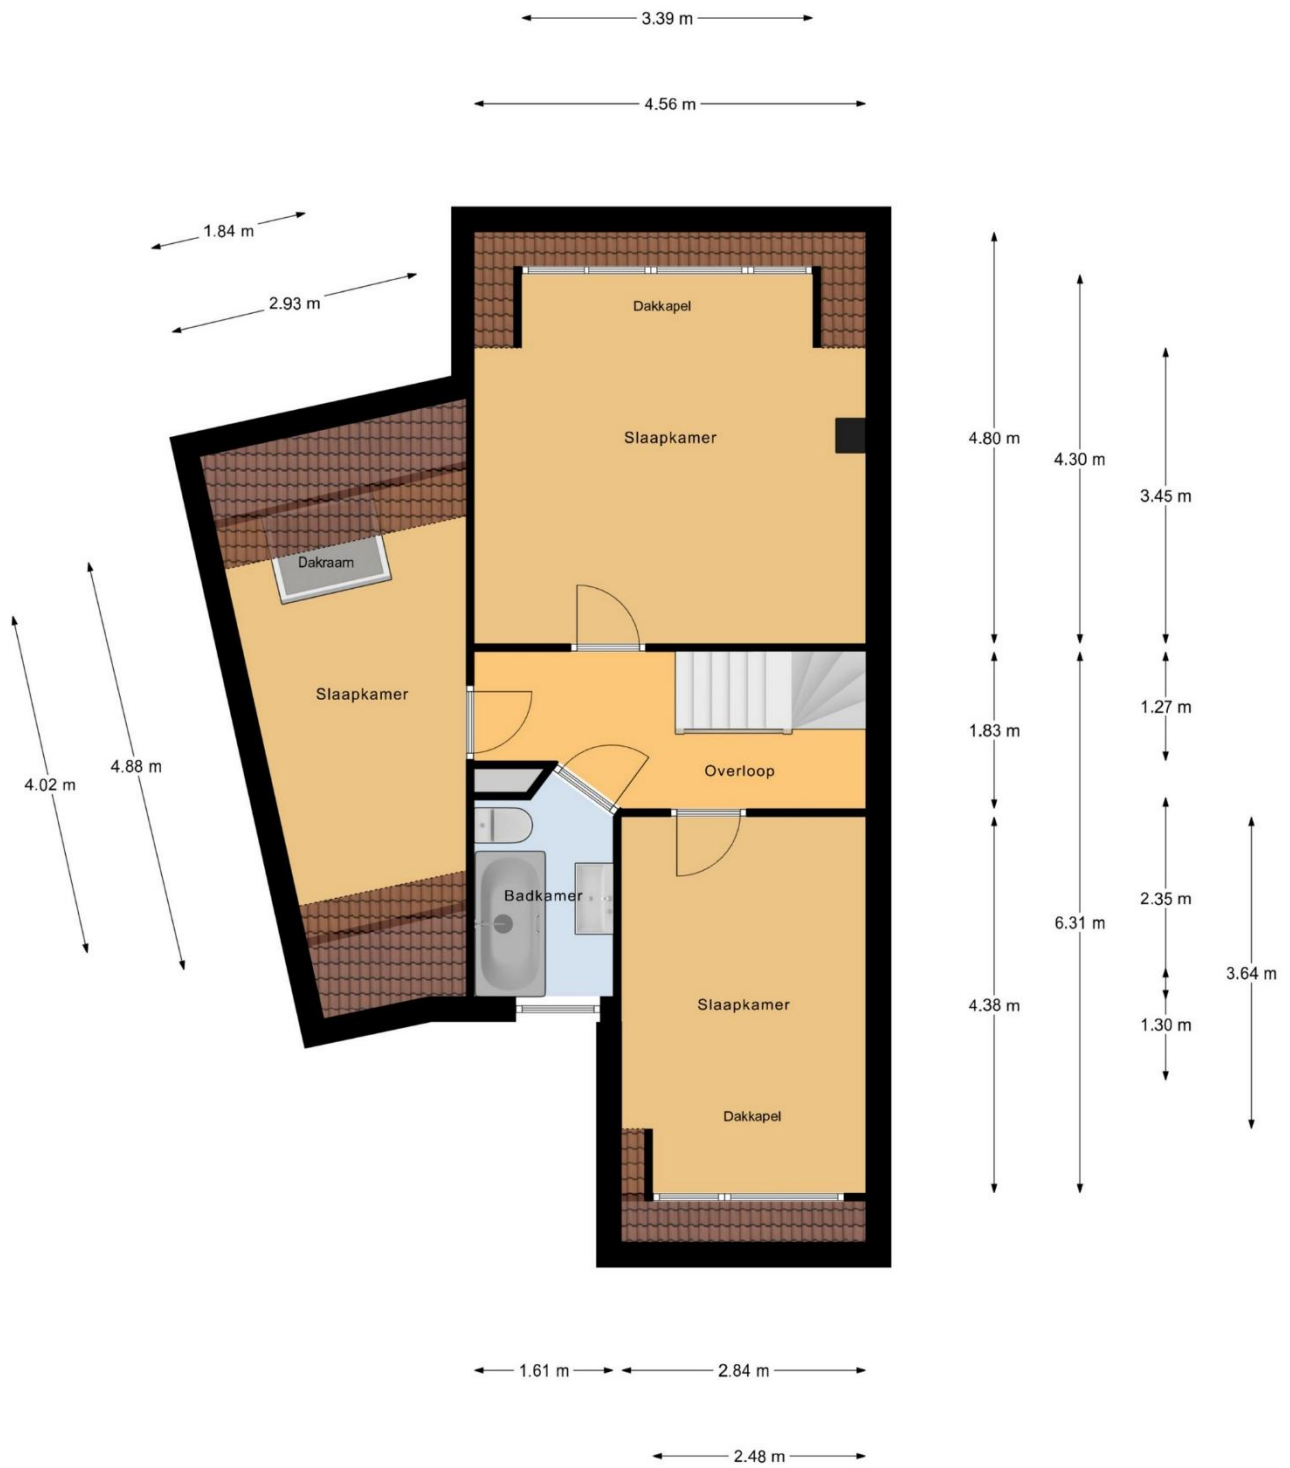 3.39 m
4.56 m
1.84 m
2.93 m
Dakkapel
Slaapkamer
4.80 m
4.30 m
3.45 m
Dakraam
Slaapkamer
1.27 m
1.83 m
4.88 m
4.02 m
Overloop
Badkamer
2.35 m
6.31 m
3.64 m
Slaapkamer
4.38 m
1.30 m
Dakkapel
1.61 m
2.84 m
2.48 m